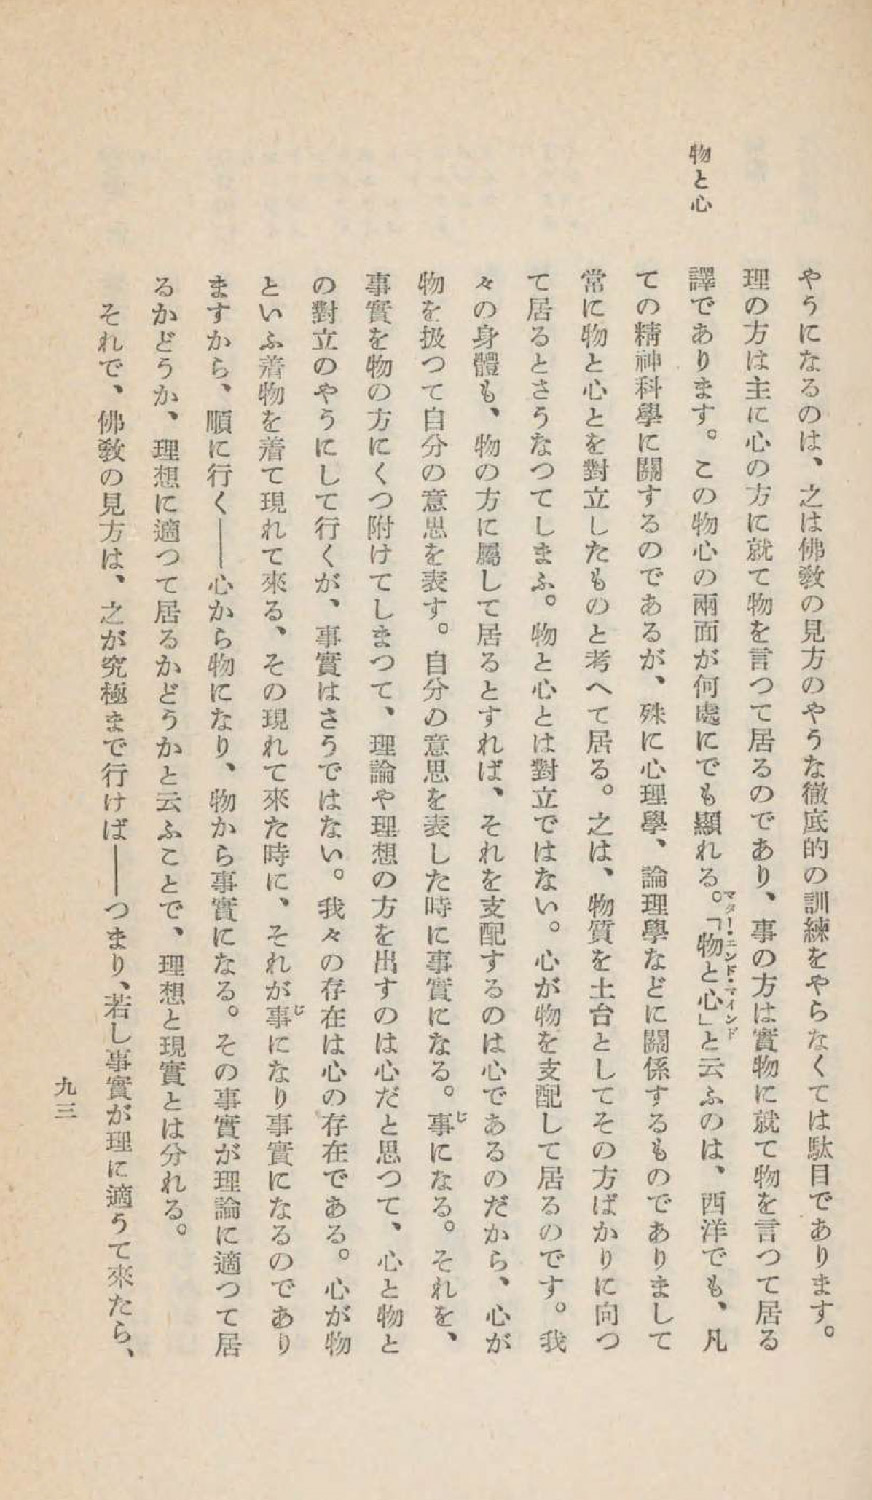 物と心
やうになるのは、之は佛敎の見方のやうな徹底的の訓練をやらなくては駄目であります。
理の方は主に心の方に就て物を言つて居るのであり、事の方は實物に就て物を言つて居る
譯であります。この物心の兩面が何處にでも顯れる。「物と心」と云ふのは、西洋でも、凡
マター・エンド・マインド
ての精神科學に關するのであるが、殊に心理學、論理學などに關係するものでありまして
常に物と心とを對立したものと考へて居る。之は、物質を土台としてその方ばかりに向つ
て居るとさうなつてしまふ。物と心とは對立ではない。心が物を支配して居るのです。我
々の身體も、物の方に屬して居るとすれば、それを支配するのは心であるのだから、心が
物を扱つて自分の意思を表す。自分の意思を表した時に事實になる。事になる。それを、
じ
事實を物の方にくつ附けてしまつて、理論や理想の方を出すのは心だと思つて、心と物と
の對立のやうにして行くが、事實はさうではない。我々の存在は心の存在である。心が物
といふ着物を着て現れて來る、その現れて來た時に、それが事になり事實になるのであり
じ
ますから、順に行く――心から物になり、物から事實になる。その事實が理論に適つて居
るかどうか、理想に適つて居るかどうかと云ふことで、理想と現實とは分れる。
それで、佛敎の見方は、之が究極まで行けば――つまり、若し事實が理に適うて來たら、
九三